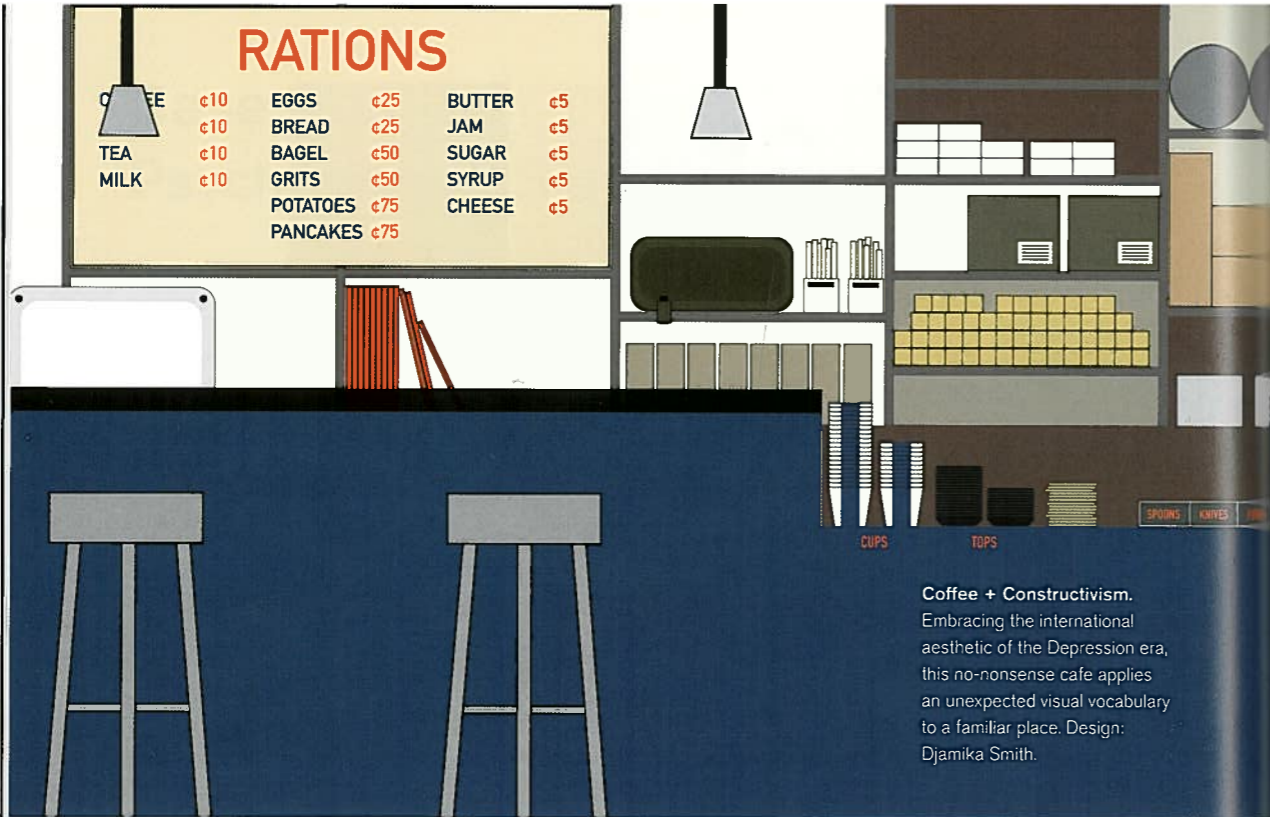 RATIONS
¢10 EGGS ¢25 BUTTER ¢5
¢10 BREAD ¢25 JAM ¢5
TEA ¢10 BAGEL ¢50 SUGAR ¢5
MILK ¢10 GRITS ¢50 SYRUP ¢5
POTATOES ¢75 CHEESE ¢5
PANCAKES ¢75
SPOONS KNIVES
CUPS TOPS
Coffee + Constructivism.
Embracing the international
aesthetic of the Depression era,
this no-nonsense cafe applies
an unexpected visual vocabulary
to a familiar place. Design:
Djamika Smith.